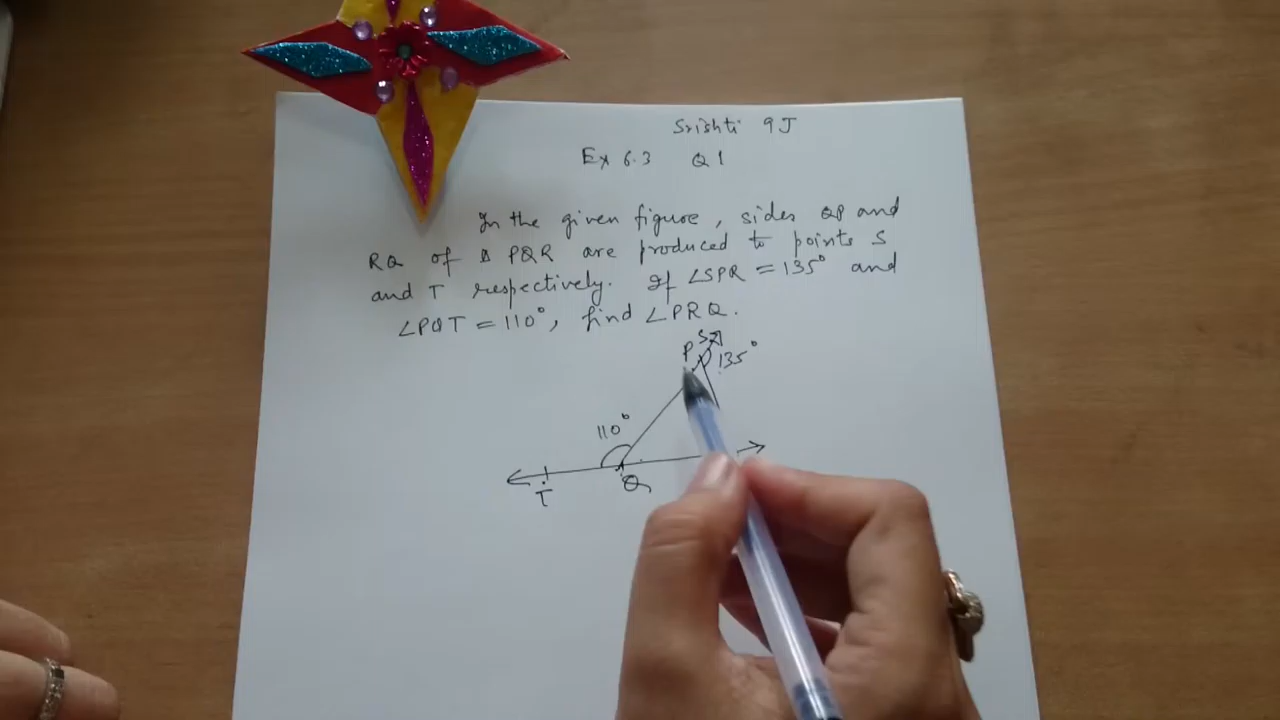 Srishti 9J
Ex 6.3 Q1
In the given figure, sides QP and
RQ of Δ PQR are produced to points S
and T respectively. If ∠SPR = 135° and
∠PQT = 110°, find ∠PRQ.
S
P 135°
110°
T Q